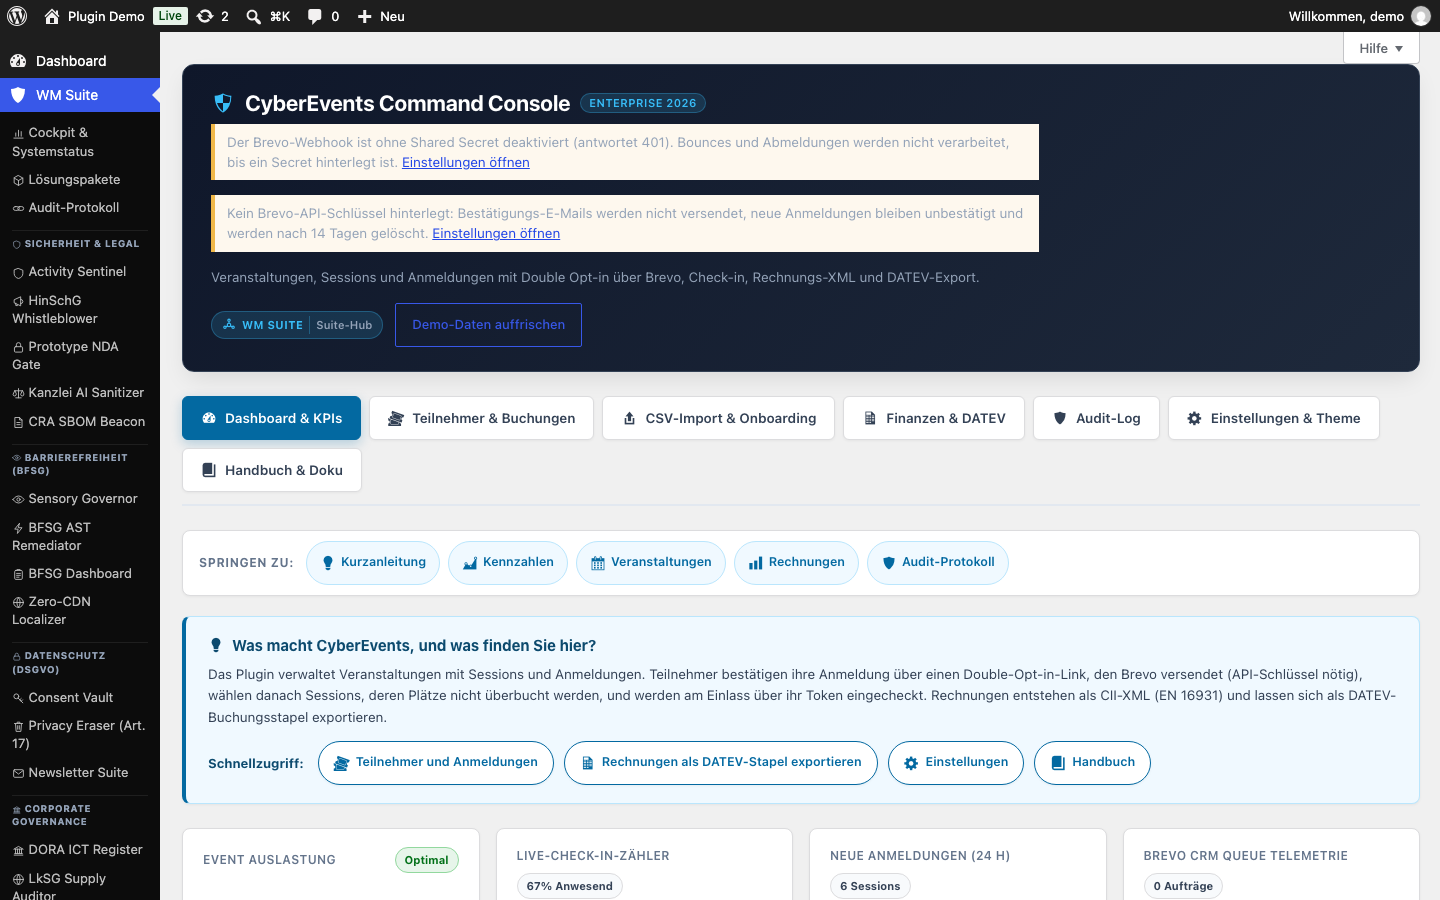 Plugin Demo Live 2 ⌘K 0 Neu
Willkommen, demo
Hilfe
Dashboard
WM Suite
Cockpit &
Systemstatus
Lösungspakete
Audit-Protokoll
SICHERHEIT & LEGAL
Activity Sentinel
HinSchG
Whistleblower
Prototype NDA
Gate
Kanzlei AI Sanitizer
CRA SBOM Beacon
BARRIEREFREIHEIT
(BFSG)
Sensory Governor
BFSG AST
Remediator
BFSG Dashboard
Zero-CDN
Localizer
DATENSCHUTZ
(DSGVO)
Consent Vault
Privacy Eraser (Art.
17)
Newsletter Suite
CORPORATE
GOVERNANCE
DORA ICT Register
LkSG Supply
Auditor
CyberEvents Command Console ENTERPRISE 2026
Der Brevo-Webhook ist ohne Shared Secret deaktiviert (antwortet 401). Bounces und Abmeldungen werden nicht verarbeitet,
bis ein Secret hinterlegt ist. Einstellungen öffnen
Kein Brevo-API-Schlüssel hinterlegt: Bestätigungs-E-Mails werden nicht versendet, neue Anmeldungen bleiben unbestätigt und
werden nach 14 Tagen gelöscht. Einstellungen öffnen
Veranstaltungen, Sessions und Anmeldungen mit Double Opt-in über Brevo, Check-in, Rechnungs-XML und DATEV-Export.
WM SUITE Suite-Hub
Demo-Daten auffrischen
Dashboard & KPIs
Teilnehmer & Buchungen
CSV-Import & Onboarding
Finanzen & DATEV
Audit-Log
Einstellungen & Theme
Handbuch & Doku
SPRINGEN ZU: Kurzanleitung Kennzahlen Veranstaltungen Rechnungen Audit-Protokoll
Was macht CyberEvents, und was finden Sie hier?
Das Plugin verwaltet Veranstaltungen mit Sessions und Anmeldungen. Teilnehmer bestätigen ihre Anmeldung über einen Double-Opt-in-Link, den Brevo versendet (API-Schlüssel nötig),
wählen danach Sessions, deren Plätze nicht überbucht werden, und werden am Einlass über ihr Token eingecheckt. Rechnungen entstehen als CII-XML (EN 16931) und lassen sich als DATEV-
Buchungsstapel exportieren.
Schnellzugriff: Teilnehmer und Anmeldungen Rechnungen als DATEV-Stapel exportieren Einstellungen Handbuch
EVENT AUSLASTUNG Optimal
LIVE-CHECK-IN-ZÄHLER
67% Anwesend
NEUE ANMELDUNGEN (24 H)
6 Sessions
BREVO CRM QUEUE TELEMETRIE
0 Aufträge